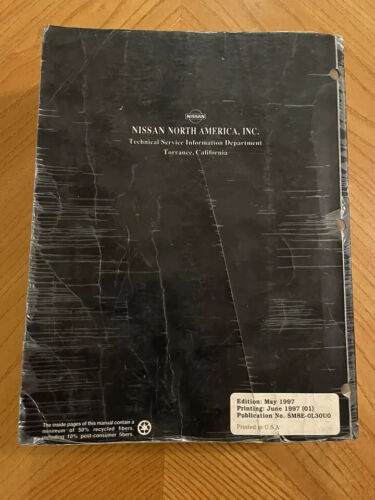 NISSAN
NISSAN NORTH AMERICA, INC.
Technical Service Information Department
Torrance, California
Edition: May 1997
Printing: June 1997 (01)
Publication No. SM8E-0L30U0
Printed in U.S.A.
The inside pages of this manual contain a
minimum of 50% recycled fibers,
including 10% post-consumer fibers.